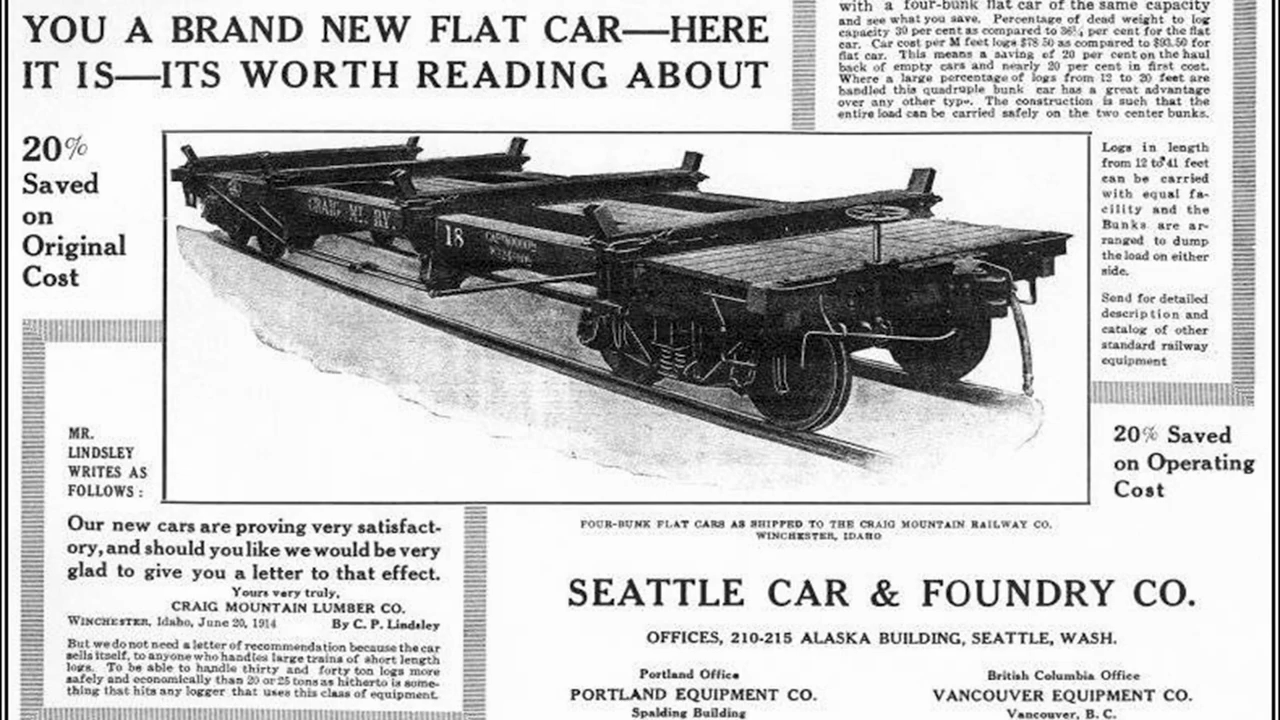 YOU A BRAND NEW FLAT CAR—HERE
IT IS—ITS WORTH READING ABOUT
with a four-bunk flat car of the same capacity
and see what you save. Percentage of dead weight to log
capacity 30 per cent as compared to 36¼ per cent for the flat
car. Car cost per M feet logs $78 50 as compared to $93.50 for
flat car. This means a saving of 20 per cent on the haul
back of empty cars and nearly 20 per cent in first cost.
Where a large percentage of logs from 12 to 20 feet are
handled this quadruple bunk car has a great advantage
over any other type. The construction is such that the
entire load can be carried safely on the two center bunks.
20%
Saved
on
Original
Cost
CRAIG MT. RY.
18
Logs in length
from 12 to 41 feet
can be carried
with equal fa-
cility and the
Bunks are ar-
ranged to dump
the load on either
side.
Send for detailed
description and
catalog of other
standard railway
equipment
20% Saved
on Operating
Cost
MR.
LINDSLEY
WRITES AS
FOLLOWS:
Our new cars are proving very satisfact-
ory, and should you like we would be very
glad to give you a letter to that effect.
Yours very truly,
CRAIG MOUNTAIN LUMBER CO.
WINCHESTER, Idaho, June 20, 1914 By C. P. Lindsley
But we do not need a letter of recommendation because the car
sells itself, to anyone who handles large trains of short length
logs. To be able to handle thirty and forty ton logs more
safely and economically than 20 or 25 tons as hitherto is some-
thing that hits any logger that uses this class of equipment.
FOUR-BUNK FLAT CARS AS SHIPPED TO THE CRAIG MOUNTAIN RAILWAY CO.
WINCHESTER, IDAHO
SEATTLE CAR & FOUNDRY CO.
OFFICES, 210-215 ALASKA BUILDING, SEATTLE, WASH.
Portland Office
PORTLAND EQUIPMENT CO.
Spalding Building
British Columbia Office
VANCOUVER EQUIPMENT CO.
Vancouver, B. C.